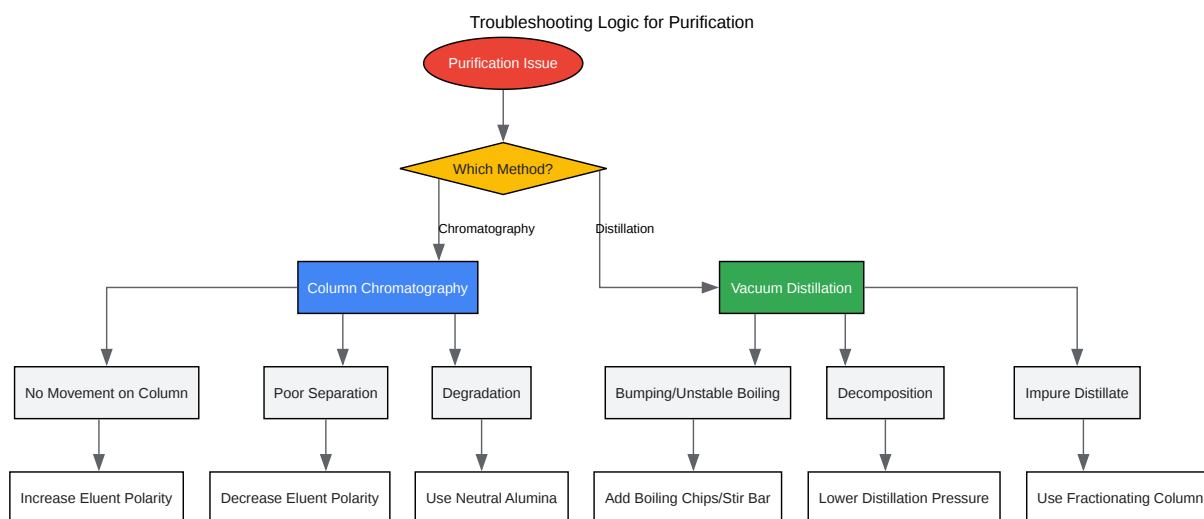 Troubleshooting Logic for Purification
Purification Issue
Which Method?
Chromatography
Distillation
Column Chromatography
Vacuum Distillation
No Movement on Column
Poor Separation
Degradation
Bumping/Unstable Boiling
Decomposition
Impure Distillate
Increase Eluent Polarity
Decrease Eluent Polarity
Use Neutral Alumina
Add Boiling Chips/Stir Bar
Lower Distillation Pressure
Use Fractionating Column